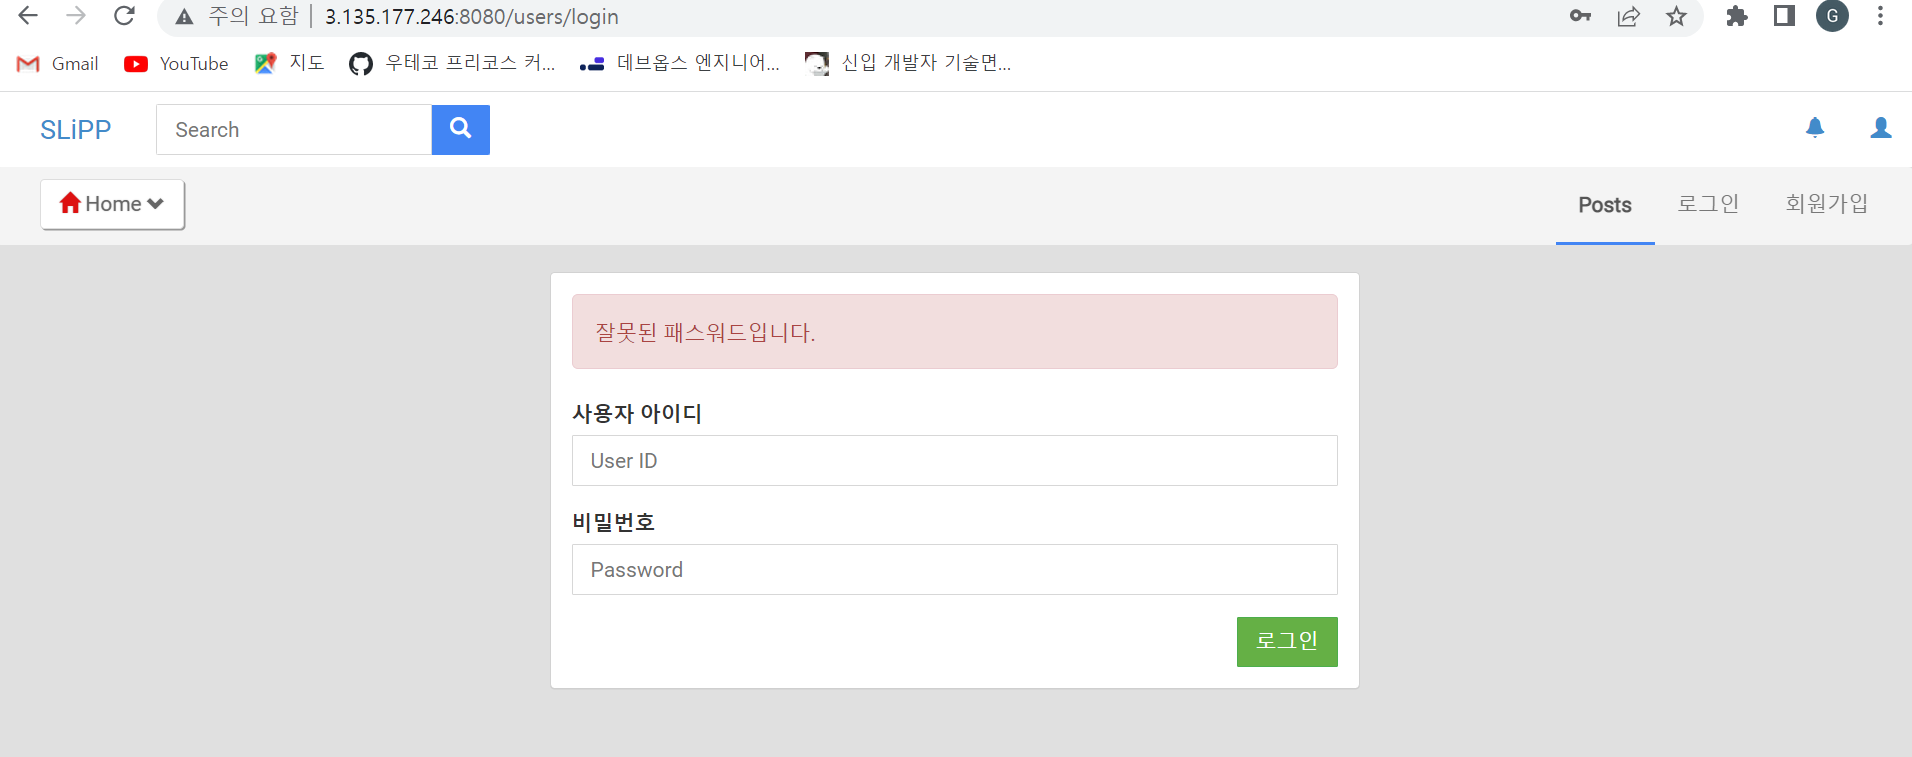 주의 요함 | 3.135.177.246:8080/users/login G
Gmail YouTube 지도 우테코 프리코스 커... 데브옵스 엔지니어... 신입 개발자 기술면...
SLiPP Search
Home Posts 로그인 회원가입
잘못된 패스워드입니다.
사용자 아이디
User ID
비밀번호
Password
로그인